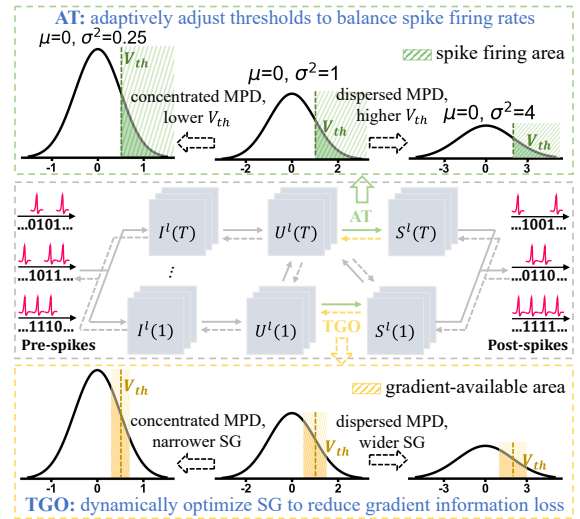 AT: adaptively adjust thresholds to balance spike firing rates
μ=0, σ²=0.25
V_th
spike firing area
concentrated MPD,
lower V_th
μ=0, σ²=1
V_th
dispersed MPD,
higher V_th
μ=0, σ²=4
V_th
-1 0 1
-2 0 2
-3 0 3
...0101...
...1011...
...1110...
Pre-spikes
I^l(T)
U^l(T)
AT
S^l(T)
⋮
I^l(1)
U^l(1)
TGO
S^l(1)
...1001...
...0110...
...1111...
Post-spikes
gradient-available area
V_th
concentrated MPD,
narrower SG
V_th
dispersed MPD,
wider SG
V_th
-1 0 1
-2 0 2
-3 0 3
TGO: dynamically optimize SG to reduce gradient information loss